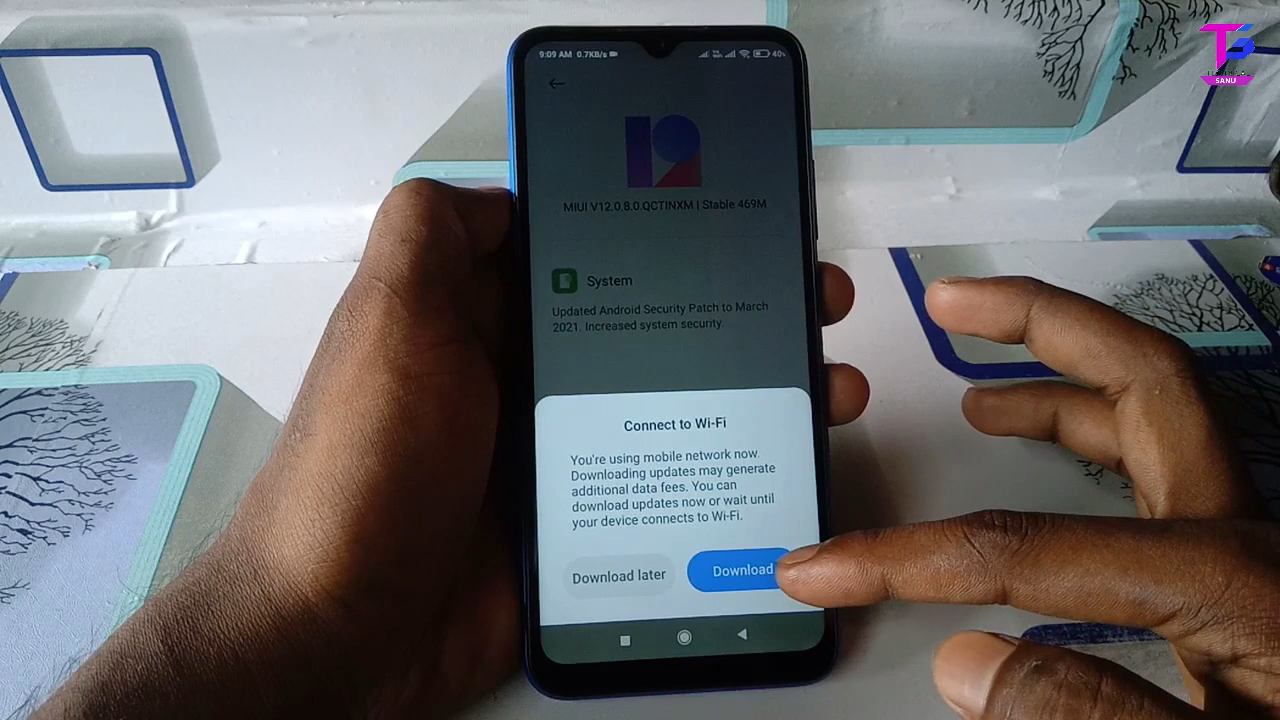 9:09 AM 0.7KB/s
40%
MIUI V12.0.8.0.QCTINXM | Stable 469M
System
Updated Android Security Patch to March
2021. Increased system security.
Connect to Wi-Fi
You're using mobile network now.
Downloading updates may generate
additional data fees. You can
download updates now or wait until
your device connects to Wi-Fi.
Download later
Download
SANU